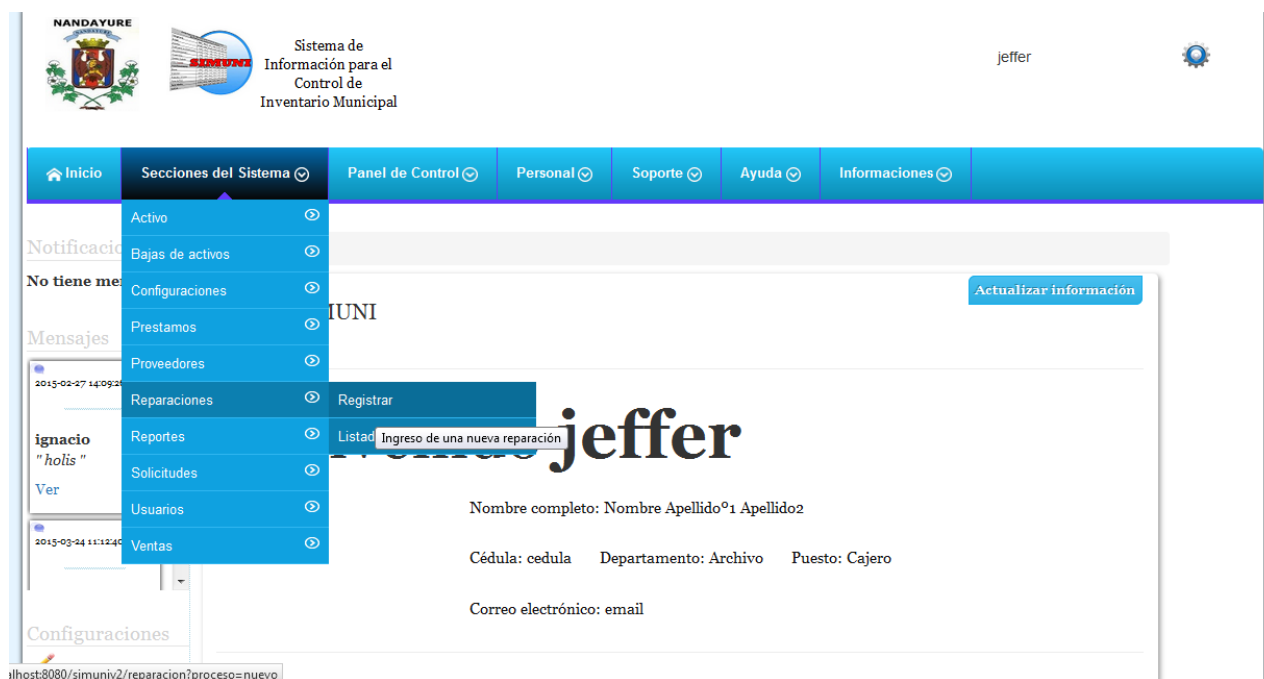 NANDAYURE
SIMUNI
Sistema de
Información para el
Control de
Inventario Municipal
jeffer
Inicio
Secciones del Sistema
Panel de Control
Personal
Soporte
Ayuda
Informaciones
Activo
Bajas de activos
Configuraciones
Prestamos
Proveedores
Reparaciones
Reportes
Solicitudes
Usuarios
Ventas
Registrar
Listad
Ingreso de una nueva reparación
Notificacio
No tiene me
Mensajes
2015-02-27 14:09:2
ignacio
"holis "
Ver
2015-03-24 11:12:40
Configuraciones
IUNI
Actualizar información
jeffer
Nombre completo: Nombre Apellidoº1 Apellido2
Cédula: cedula Departamento: Archivo Puesto: Cajero
Correo electrónico: email
alhost:8080/simuniv2/reparacion?proceso=nuevo